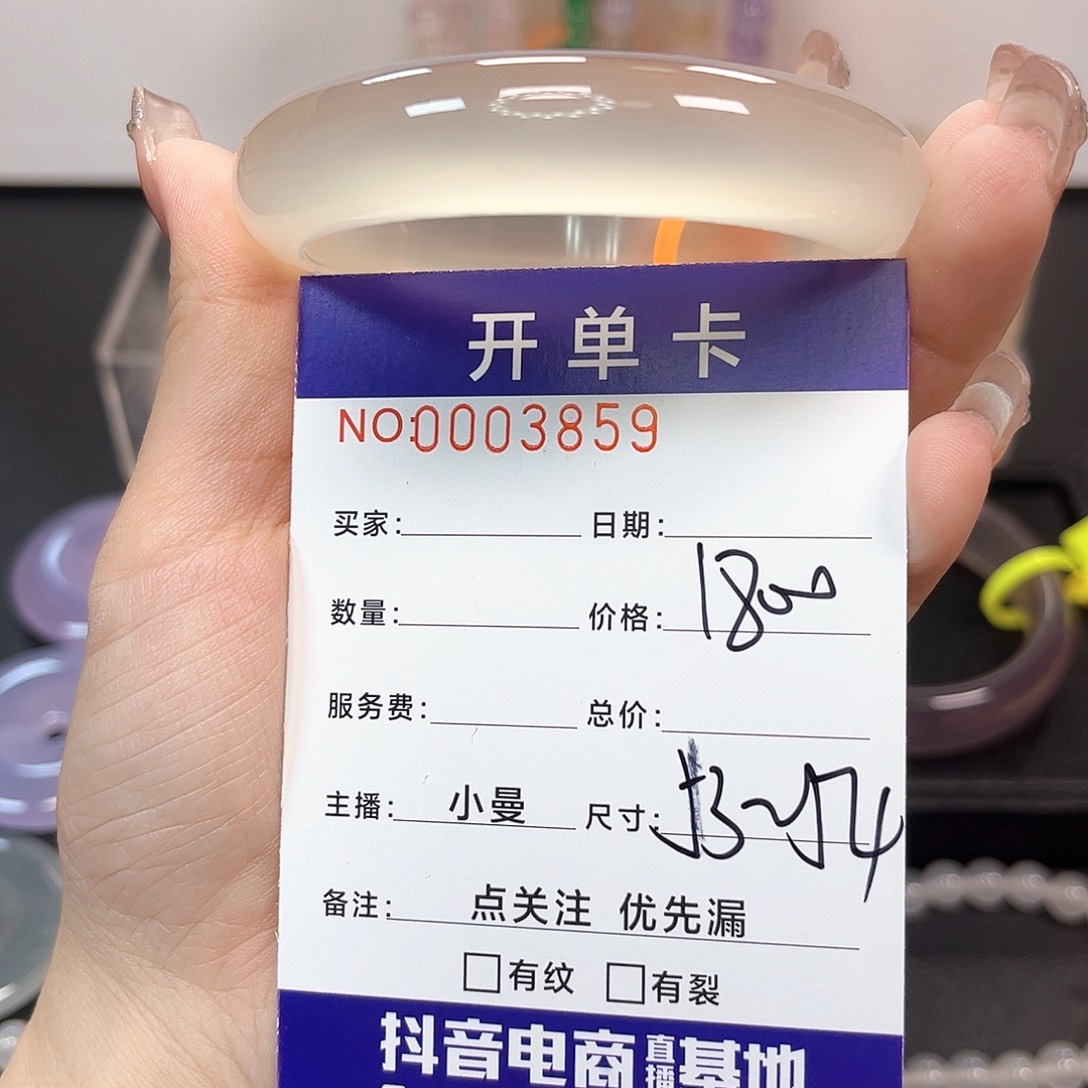 开单卡
NO:0003859
买家: 日期:
数量: 价格: 1800
服务费: 总价:
主播: 小曼 尺寸: 53~54
备注: 点关注 优先漏
□有纹 □有裂
抖音电商直播基地